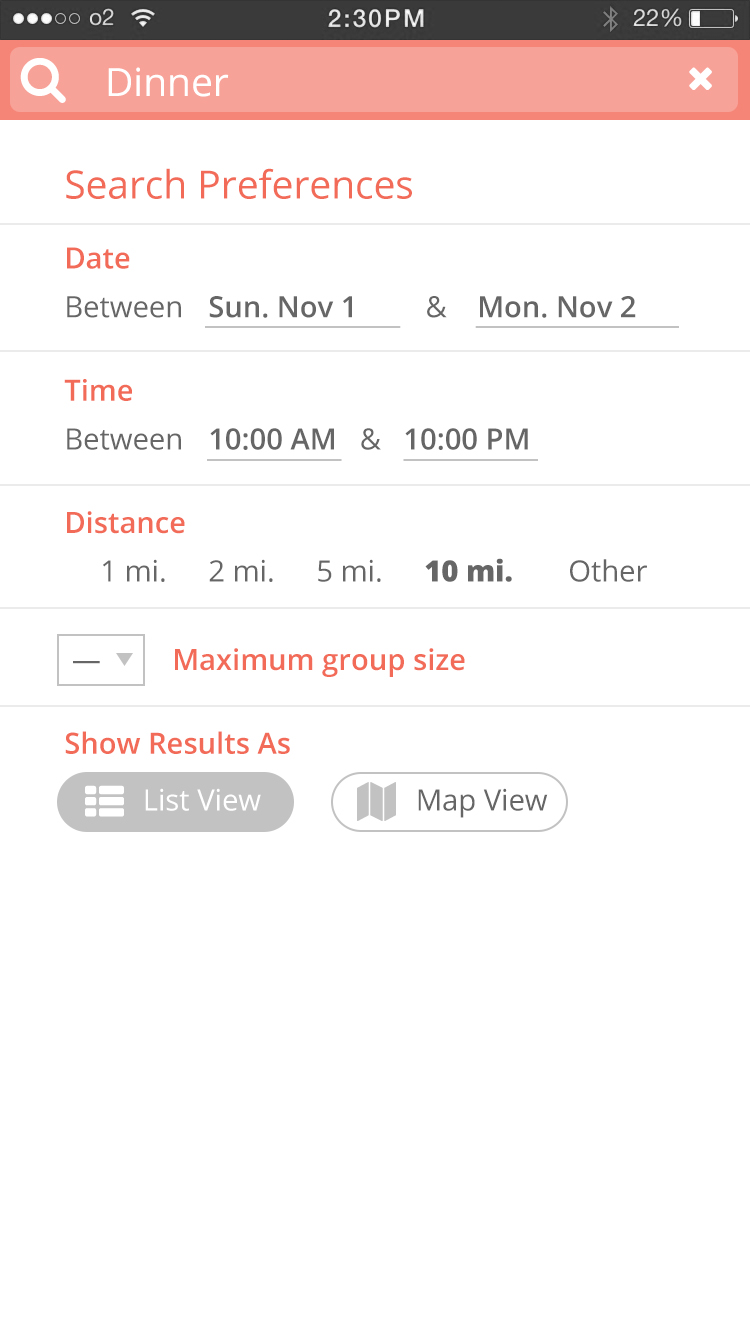 o2 2:30PM 22%
Dinner
Search Preferences
Date
Between Sun. Nov 1 & Mon. Nov 2
Time
Between 10:00 AM & 10:00 PM
Distance
1 mi. 2 mi. 5 mi. 10 mi. Other
— Maximum group size
Show Results As
List View Map View